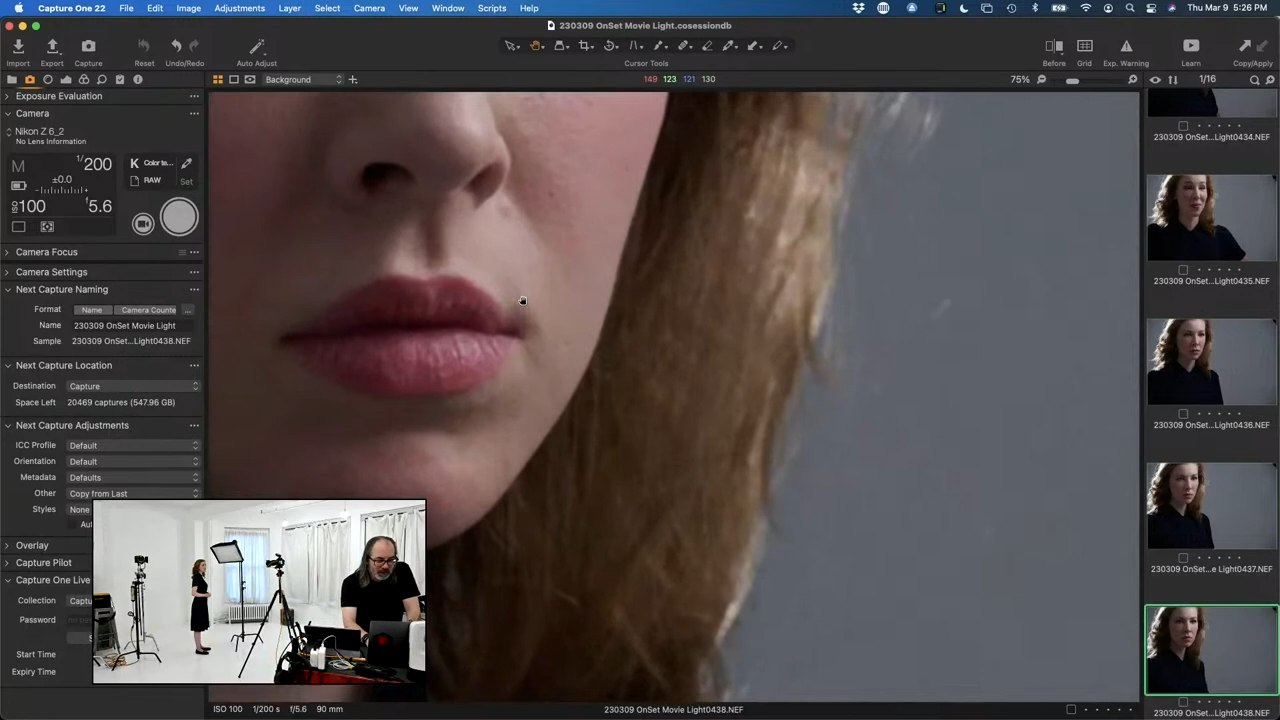 Capture One 22 File Edit Image Adjustments Layer Select Camera View Window Scripts Help Thu Mar 9 5:26 PM
230309 OnSet Movie Light.cosessiondb
Import Export Capture Reset Undo/Redo Auto Adjust Cursor Tools Before Grid Exp. Warning Learn Copy/Apply
Background 149 123 121 130 75% 1/16
Exposure Evaluation
Camera
Nikon Z 6_2
No Lens Information
M 1/200 K Color te...
±0.0 RAW Set
ISO 100 f5.6
Camera Focus
Camera Settings
Next Capture Naming
Format Name Camera Counte ...
Name 230309 OnSet Movie Light
Sample 230309 OnSet...Light0438.NEF
Next Capture Location
Destination Capture
Space Left 20469 captures (547.96 GB)
Next Capture Adjustments
ICC Profile Default
Orientation Default
Metadata Defaults
Other Copy from Last
Styles None
Overlay
Capture Pilot
Capture One Live
Collection Captu
Password
Start Time
Expiry Time
ISO 100 1/200 s f/5.6 90 mm 230309 OnSet Movie Light0438.NEF
230309 OnSet...Light0434.NEF
230309 OnSet...Light0435.NEF
230309 OnSet...Light0436.NEF
230309 OnSet...e Light0437.NEF
230309 OnSet...Light0438.NEF